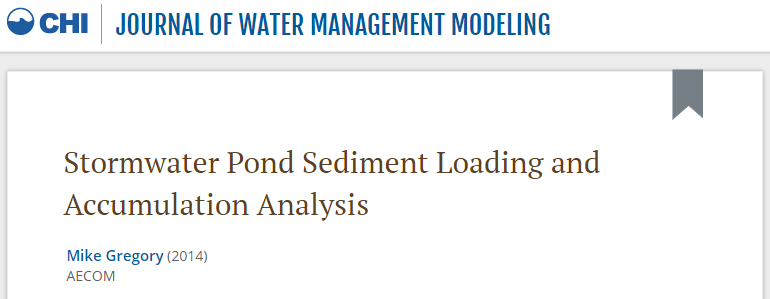 CHI JOURNAL OF WATER MANAGEMENT MODELING
Stormwater Pond Sediment Loading and
Accumulation Analysis
Mike Gregory (2014)
AECOM